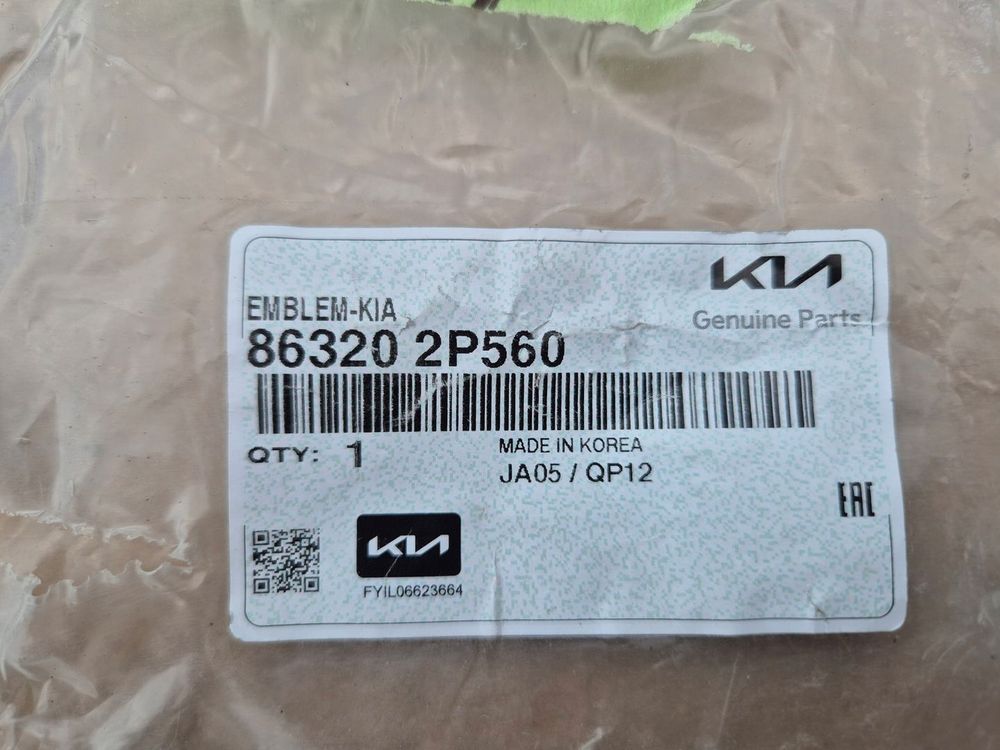 KIA
Genuine Parts
EMBLEM-KIA
86320 2P560
QTY: 1
MADE IN KOREA
JA05 / QP12
EAC
KIA
FYIL06623664